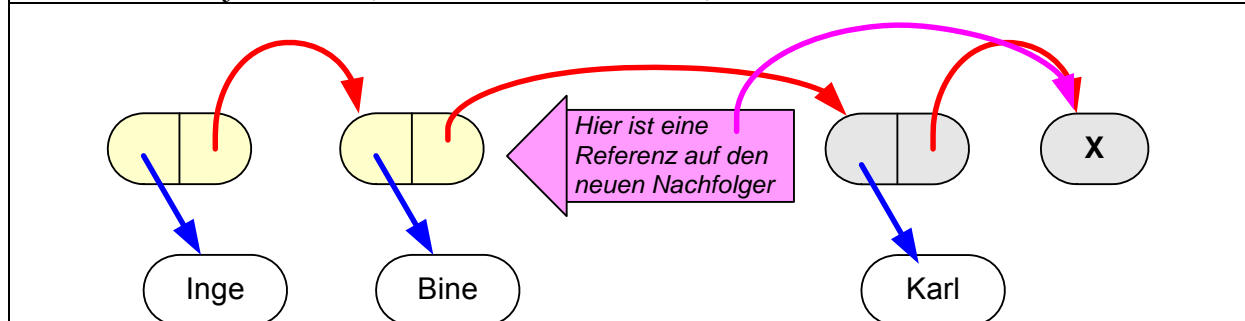 Hier ist eine
Referenz auf den
neuen Nachfolger
X
Inge
Bine
Karl